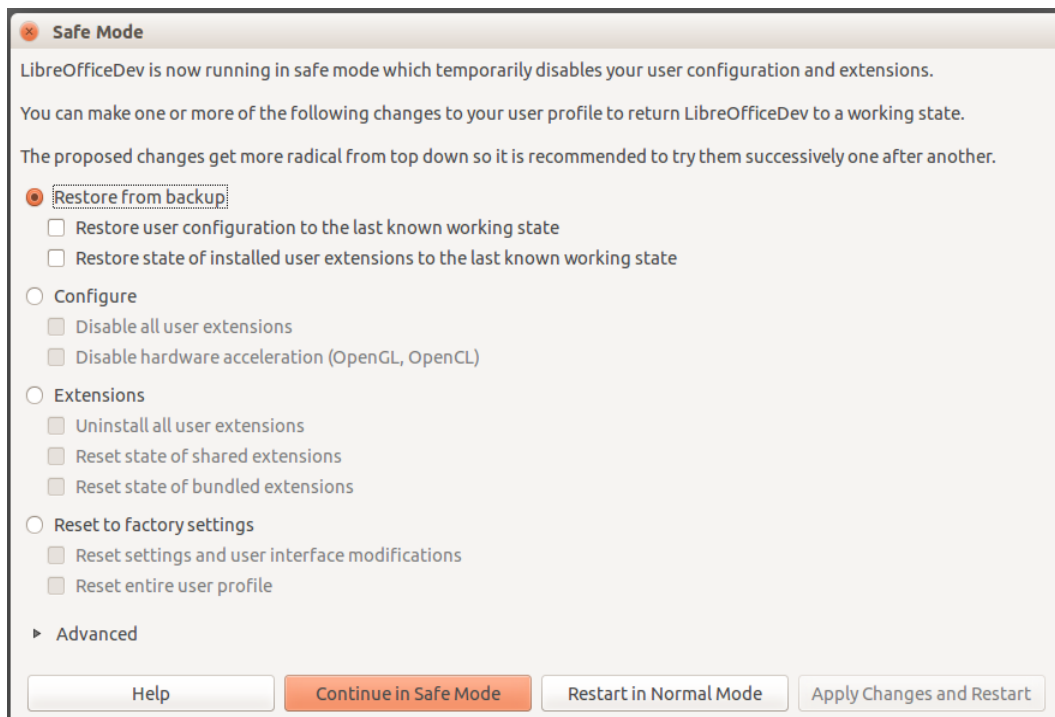 Safe Mode
LibreOfficeDev is now running in safe mode which temporarily disables your user configuration and extensions.
You can make one or more of the following changes to your user profile to return LibreOfficeDev to a working state.
The proposed changes get more radical from top down so it is recommended to try them successively one after another.
Restore from backup
Restore user configuration to the last known working state
Restore state of installed user extensions to the last known working state
Configure
Disable all user extensions
Disable hardware acceleration (OpenGL, OpenCL)
Extensions
Uninstall all user extensions
Reset state of shared extensions
Reset state of bundled extensions
Reset to factory settings
Reset settings and user interface modifications
Reset entire user profile
Advanced
Help Continue in Safe Mode Restart in Normal Mode Apply Changes and Restart